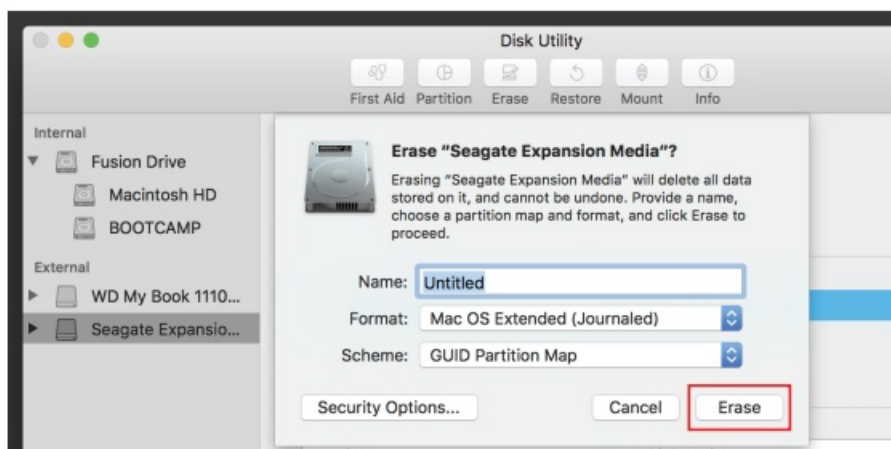 Disk Utility
First Aid Partition Erase Restore Mount Info
Internal
Fusion Drive
Macintosh HD
BOOTCAMP
External
WD My Book 1110...
Seagate Expansio...
Erase “Seagate Expansion Media”?
Erasing “Seagate Expansion Media” will delete all data
stored on it, and cannot be undone. Provide a name,
choose a partition map and format, and click Erase to
proceed.
Name: Untitled
Format: Mac OS Extended (Journaled)
Scheme: GUID Partition Map
Security Options... Cancel Erase